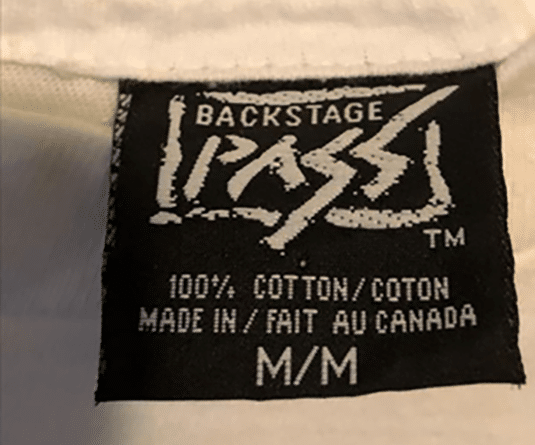 BACKSTAGE
PASS
TM
100% COTTON/COTON
MADE IN/FAIT AU CANADA
M/M